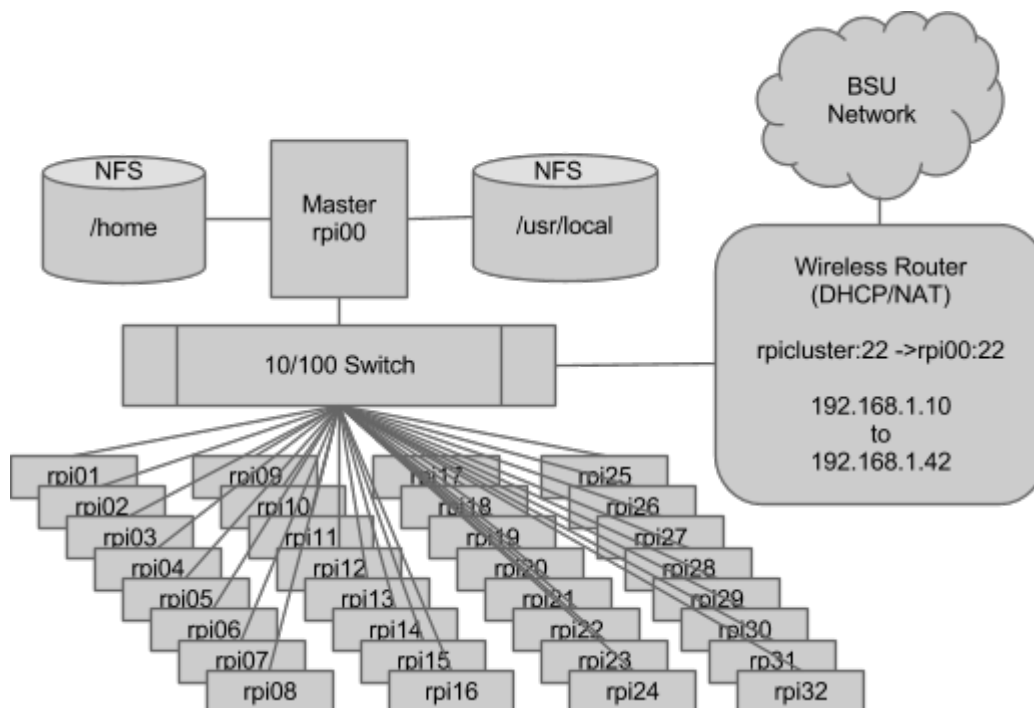 BSU
Network
NFS
/home
Master
rpi00
NFS
/usr/local
Wireless Router
(DHCP/NAT)
rpicluster:22 ->rpi00:22
192.168.1.10
to
192.168.1.42
10/100 Switch
rpi01
rpi02
rpi03
rpi04
rpi05
rpi06
rpi07
rpi08
rpi09
rpi10
rpi11
rpi12
rpi13
rpi14
rpi15
rpi16
rpi17
rpi18
rpi19
rpi20
rpi21
rpi22
rpi23
rpi24
rpi25
rpi26
rpi27
rpi28
rpi29
rpi30
rp31
rpi32